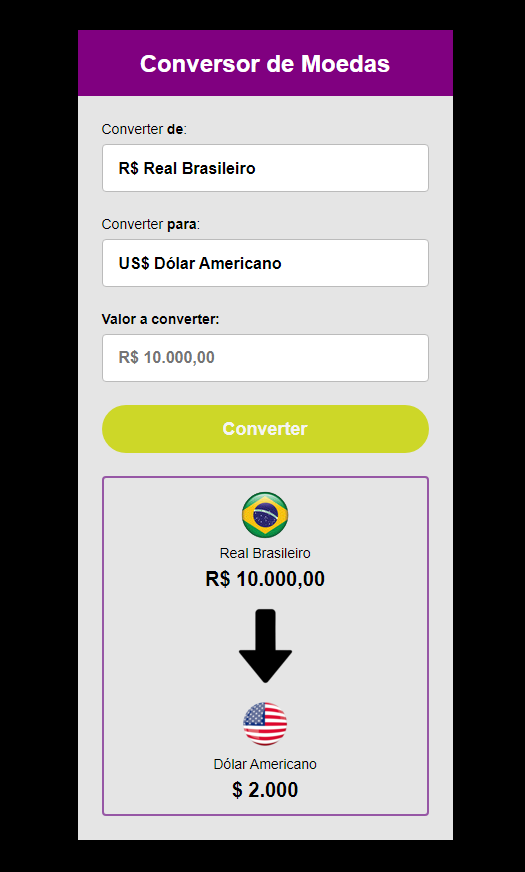 Conversor de Moedas
Converter de:
R$ Real Brasileiro
Converter para:
US$ Dólar Americano
Valor a converter:
R$ 10.000,00
Converter
Real Brasileiro
R$ 10.000,00
Dólar Americano
$ 2.000